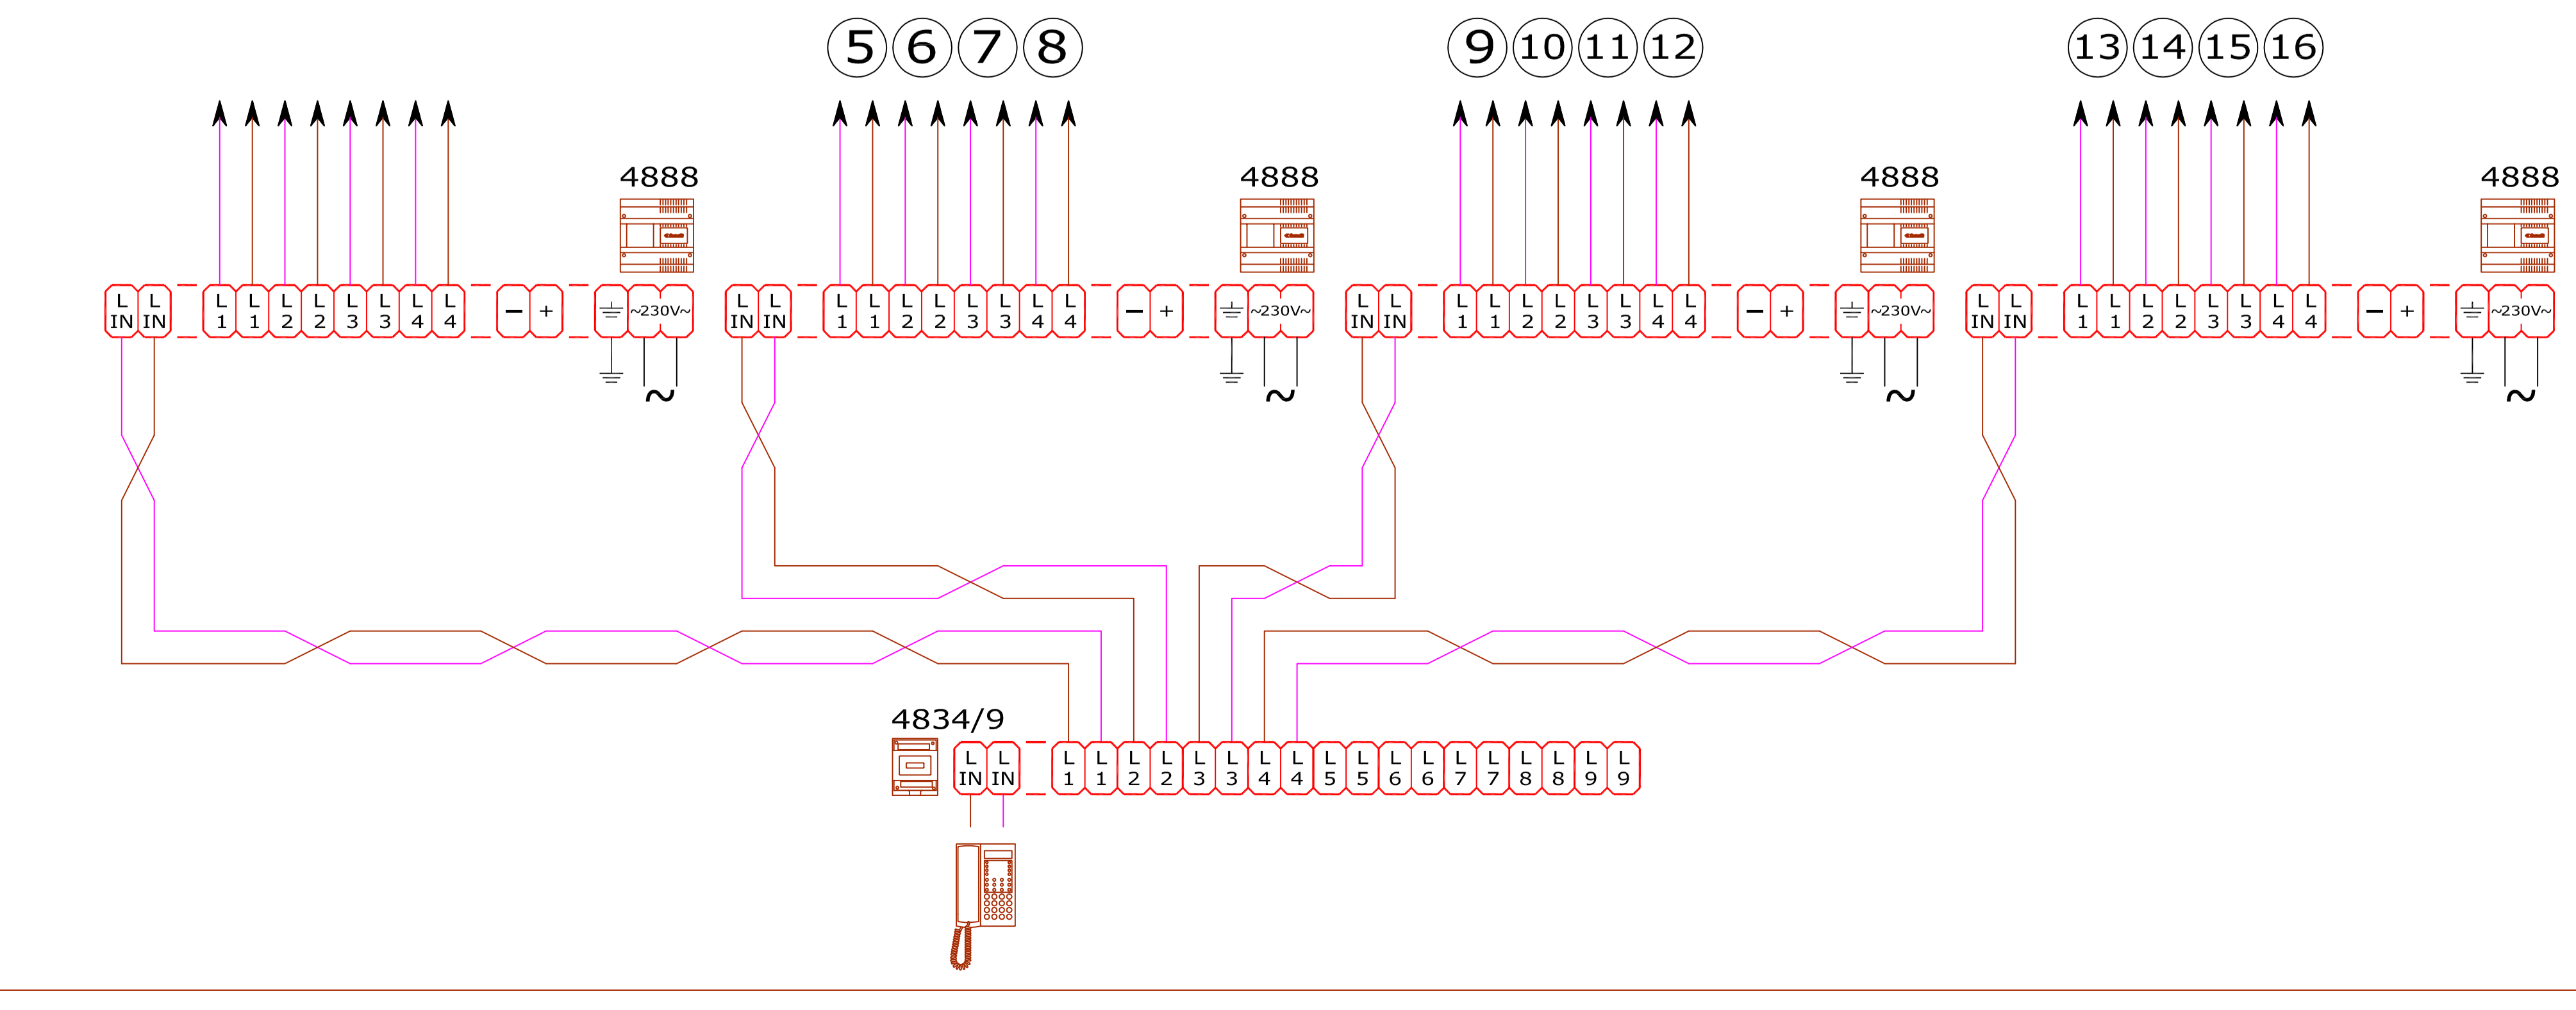 5 6 7 8 9 10 11 12 13 14 15 16
4888 4888 4888 4888
L IN L IN L 1 L 1 L 2 L 2 L 3 L 3 L 4 L 4 − + ~230V~
L IN L IN L 1 L 1 L 2 L 2 L 3 L 3 L 4 L 4 − + ~230V~
L IN L IN L 1 L 1 L 2 L 2 L 3 L 3 L 4 L 4 − + ~230V~
L IN L IN L 1 L 1 L 2 L 2 L 3 L 3 L 4 L 4 − + ~230V~
~ ~ ~ ~
4834/9
L IN L IN L 1 L 1 L 2 L 2 L 3 L 3 L 4 L 4 L 5 L 5 L 6 L 6 L 7 L 7 L 8 L 8 L 9 L 9